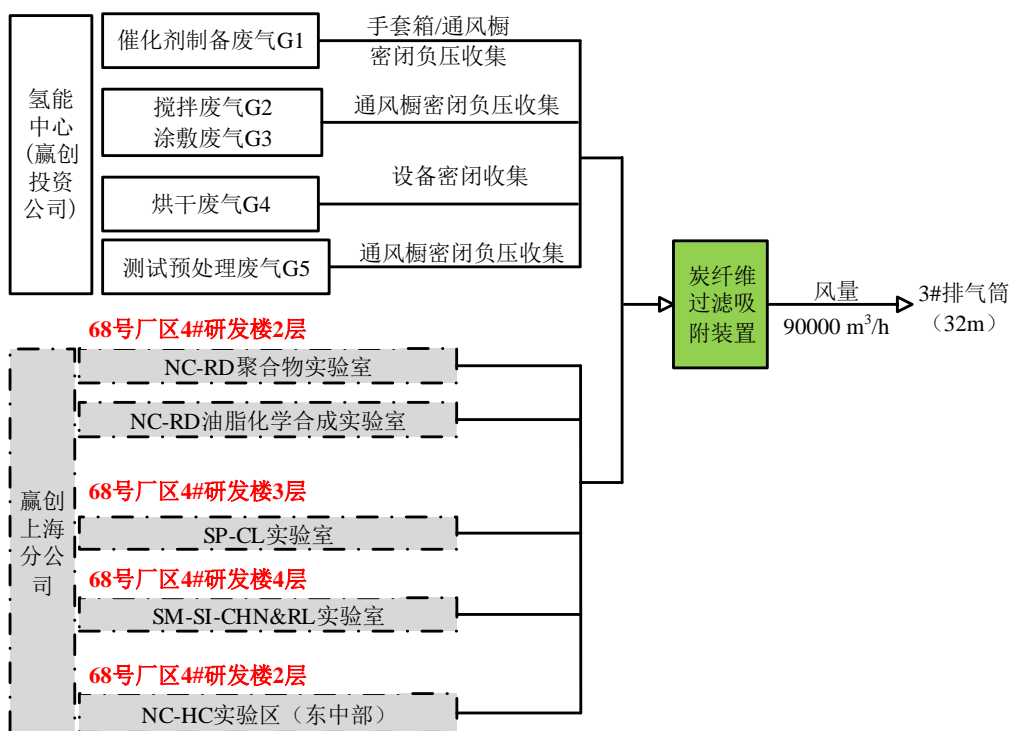 氢能
中心
(赢创
投资
公司)
催化剂制备废气G1
手套箱/通风橱
密闭负压收集
搅拌废气G2
涂敷废气G3
通风橱密闭负压收集
烘干废气G4
设备密闭收集
测试预处理废气G5
通风橱密闭负压收集
炭纤维
过滤吸
附装置
风量
90000 m³/h
3#排气筒
（32m）
赢创
上海
分公
司
68号厂区4#研发楼2层
NC-RD聚合物实验室
NC-RD油脂化学合成实验室
68号厂区4#研发楼3层
SP-CL实验室
68号厂区4#研发楼4层
SM-SI-CHN&RL实验室
68号厂区4#研发楼2层
NC-HC实验区（东中部）